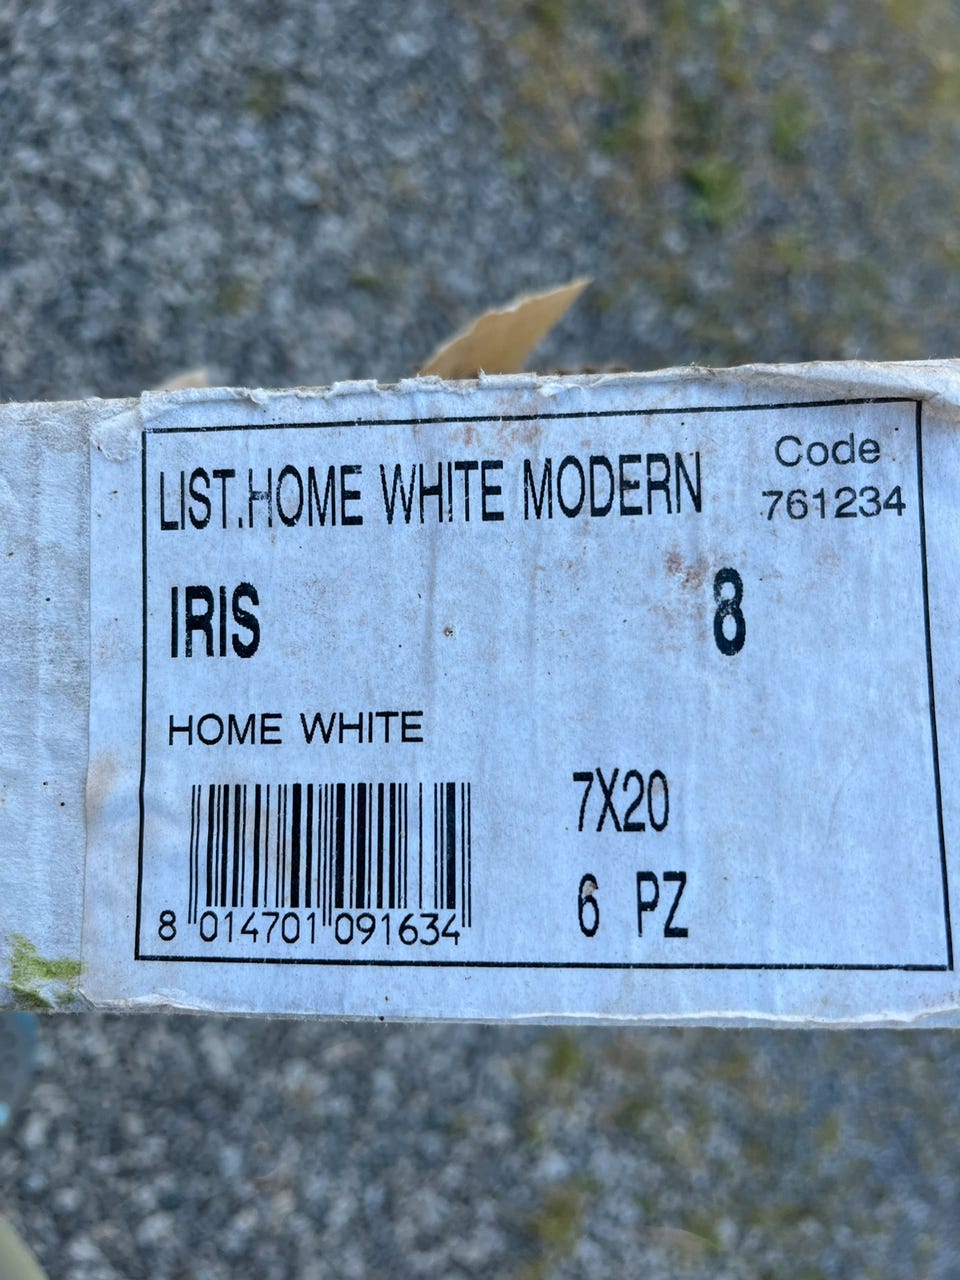 LIST.HOME WHITE MODERN
Code
761234
IRIS
8
HOME WHITE
7X20
6 PZ
8 014701 091634